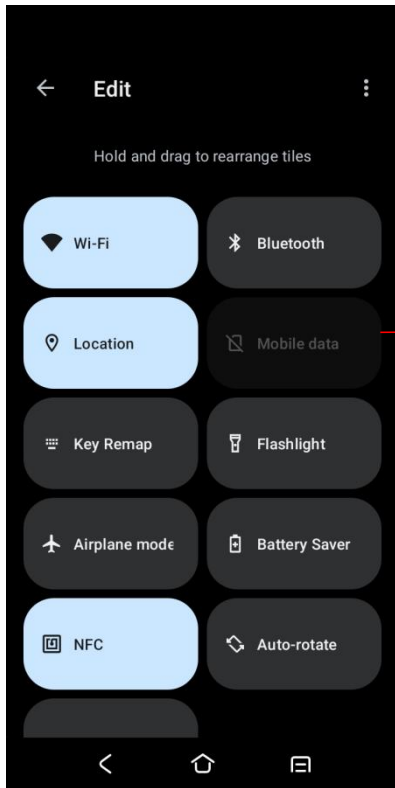 Edit
Hold and drag to rearrange tiles
Wi-Fi
Bluetooth
Location
Mobile data
Key Remap
Flashlight
Airplane mode
Battery Saver
NFC
Auto-rotate